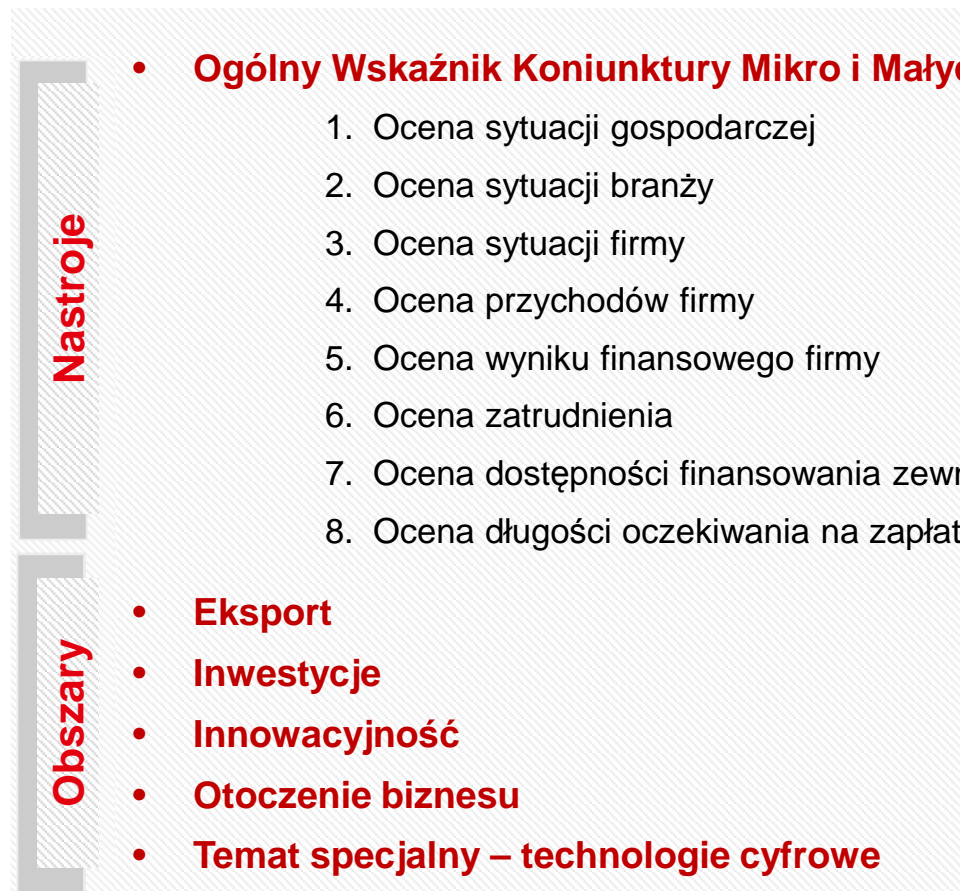 Nastroje
• Ogólny Wskaźnik Koniunktury Mikro i
1. Ocena sytuacji gospodarczej
2. Ocena sytuacji branży
3. Ocena sytuacji firmy
4. Ocena przychodów firmy
5. Ocena wyniku finansowego firmy
6. Ocena zatrudnienia
7. Ocena dostępności finansowania
8. Ocena długości oczekiwania na
Obszary
• Eksport
• Inwestycje
• Innowacyjność
• Otoczenie biznesu
• Temat specjalny – technologie cyfrowe